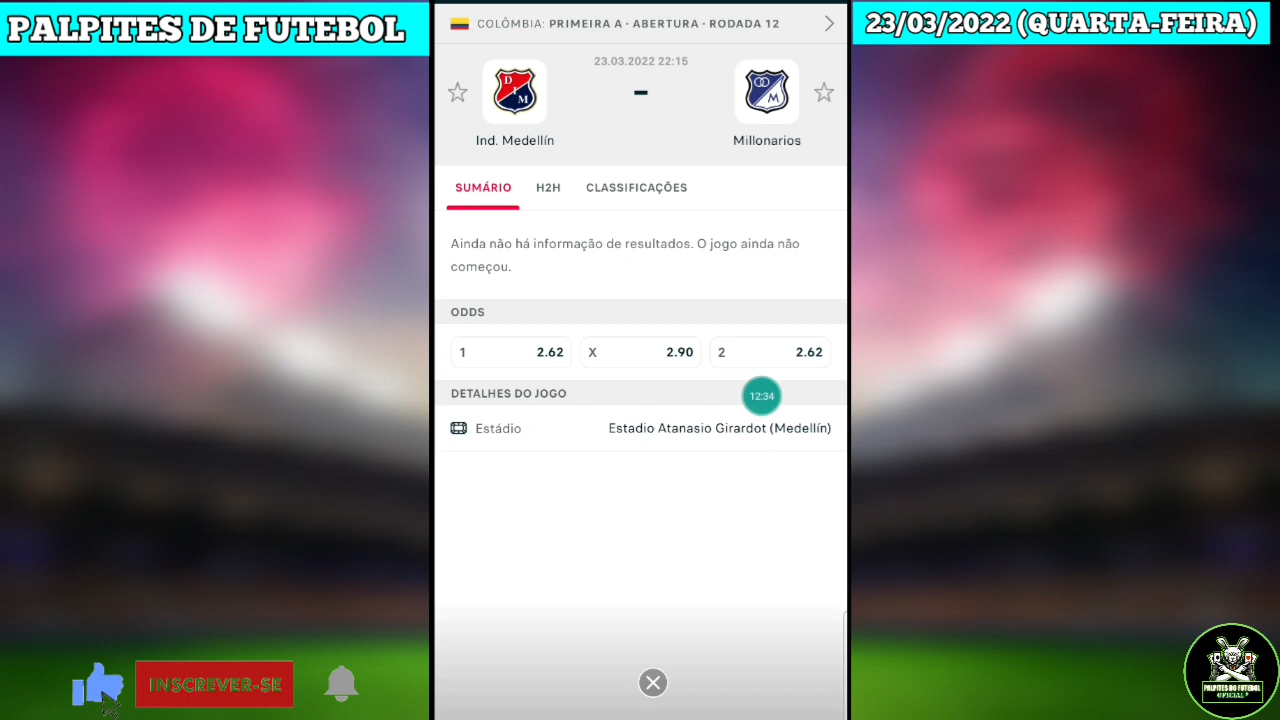 PALPITES DE FUTEBOL
COLÔMBIA: PRIMEIRA A - ABERTURA - RODADA 12
23/03/2022 (QUARTA-FEIRA)
23.03.2022 22:15
DIM
M
-
Ind. Medellín
Millonarios
SUMÁRIO H2H CLASSIFICAÇÕES
Ainda não há informação de resultados. O jogo ainda não
começou.
ODDS
1 2.62 X 2.90 2 2.62
DETALHES DO JOGO
12:34
Estádio Estadio Atanasio Girardot (Medellín)
INSCREVER-SE
PALPITES DO FUTEBOL
OFICIAL